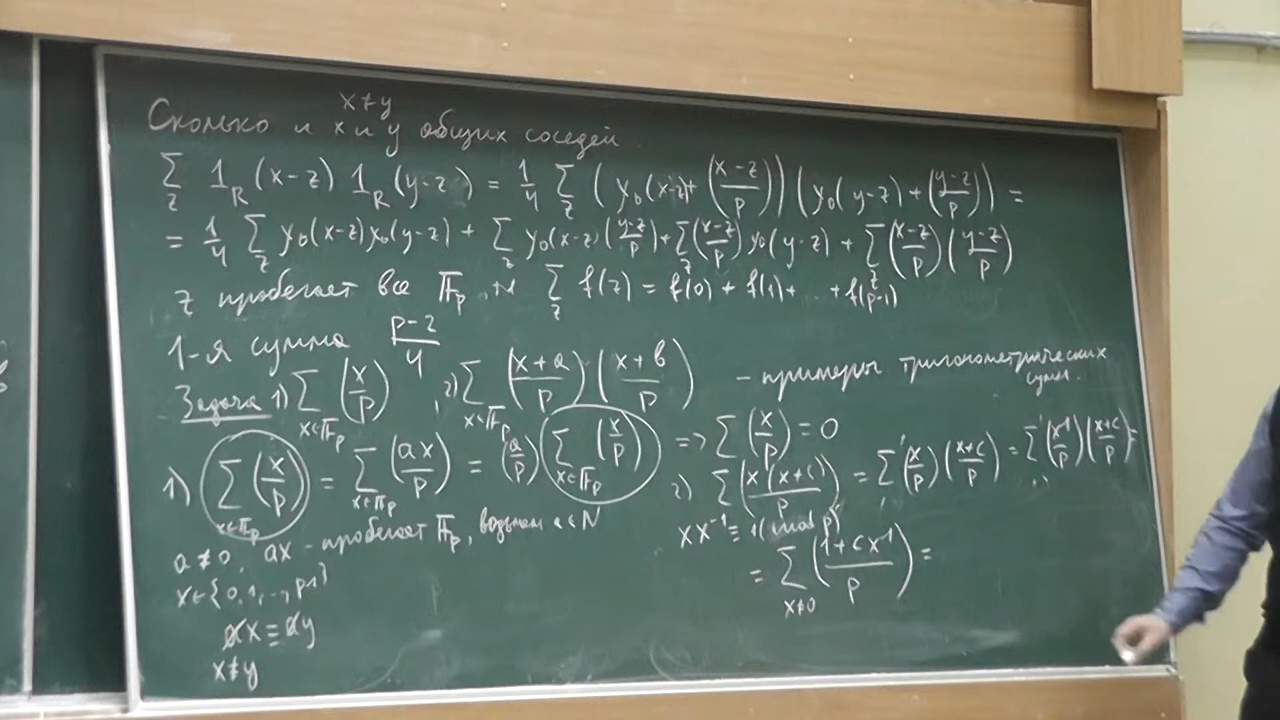 x ≠ y
Сколько и x и y общих соседей.
∑_z 1_R(x-z) 1_R(y-z) = 1/4 ∑_z (χ₀(x-z) + ((x-z)/p)) (χ₀(y-z) + ((y-z)/p)) =
= 1/4 ∑_z χ₀(x-z) χ₀(y-z) + ∑_z χ₀(x-z) ((y-z)/p) + ∑_z ((x-z)/p) χ₀(y-z) + ∑_z ((x-z)/p) ((y-z)/p)
z пробегает все 𝔽_p, ∑_z f(z) = f(0) + f(1) + ... + f(p-1)
1-я сумма (p-2)/4
Задача 1) ∑_{x∈𝔽_p} (x/p), 2) ∑_{x∈𝔽_p} ((x+a)/p) · ((x+b)/p) - примеры тригонометрических сумм.
1) ∑_{x∈𝔽_p} (x/p) = ∑_{x∈𝔽_p} (ax/p) = (a/p) ∑_{x∈𝔽_p} (x/p) => ∑ (x/p) = 0
a ≠ 0, ax - пробегает 𝔽_p, возьмем a ∈ N
x ∈ {0, 1, .., p-1}
ax ≡ ay
x ≠ y
2) ∑ (x(x+c)/p) = ∑' (x/p) ((x+c)/p) = ∑' (x⁻¹/p) ((x+c)/p) =
x x⁻¹ ≡ 1 (mod p)
= ∑_{x≠0} ((1+cx⁻¹)/p) =